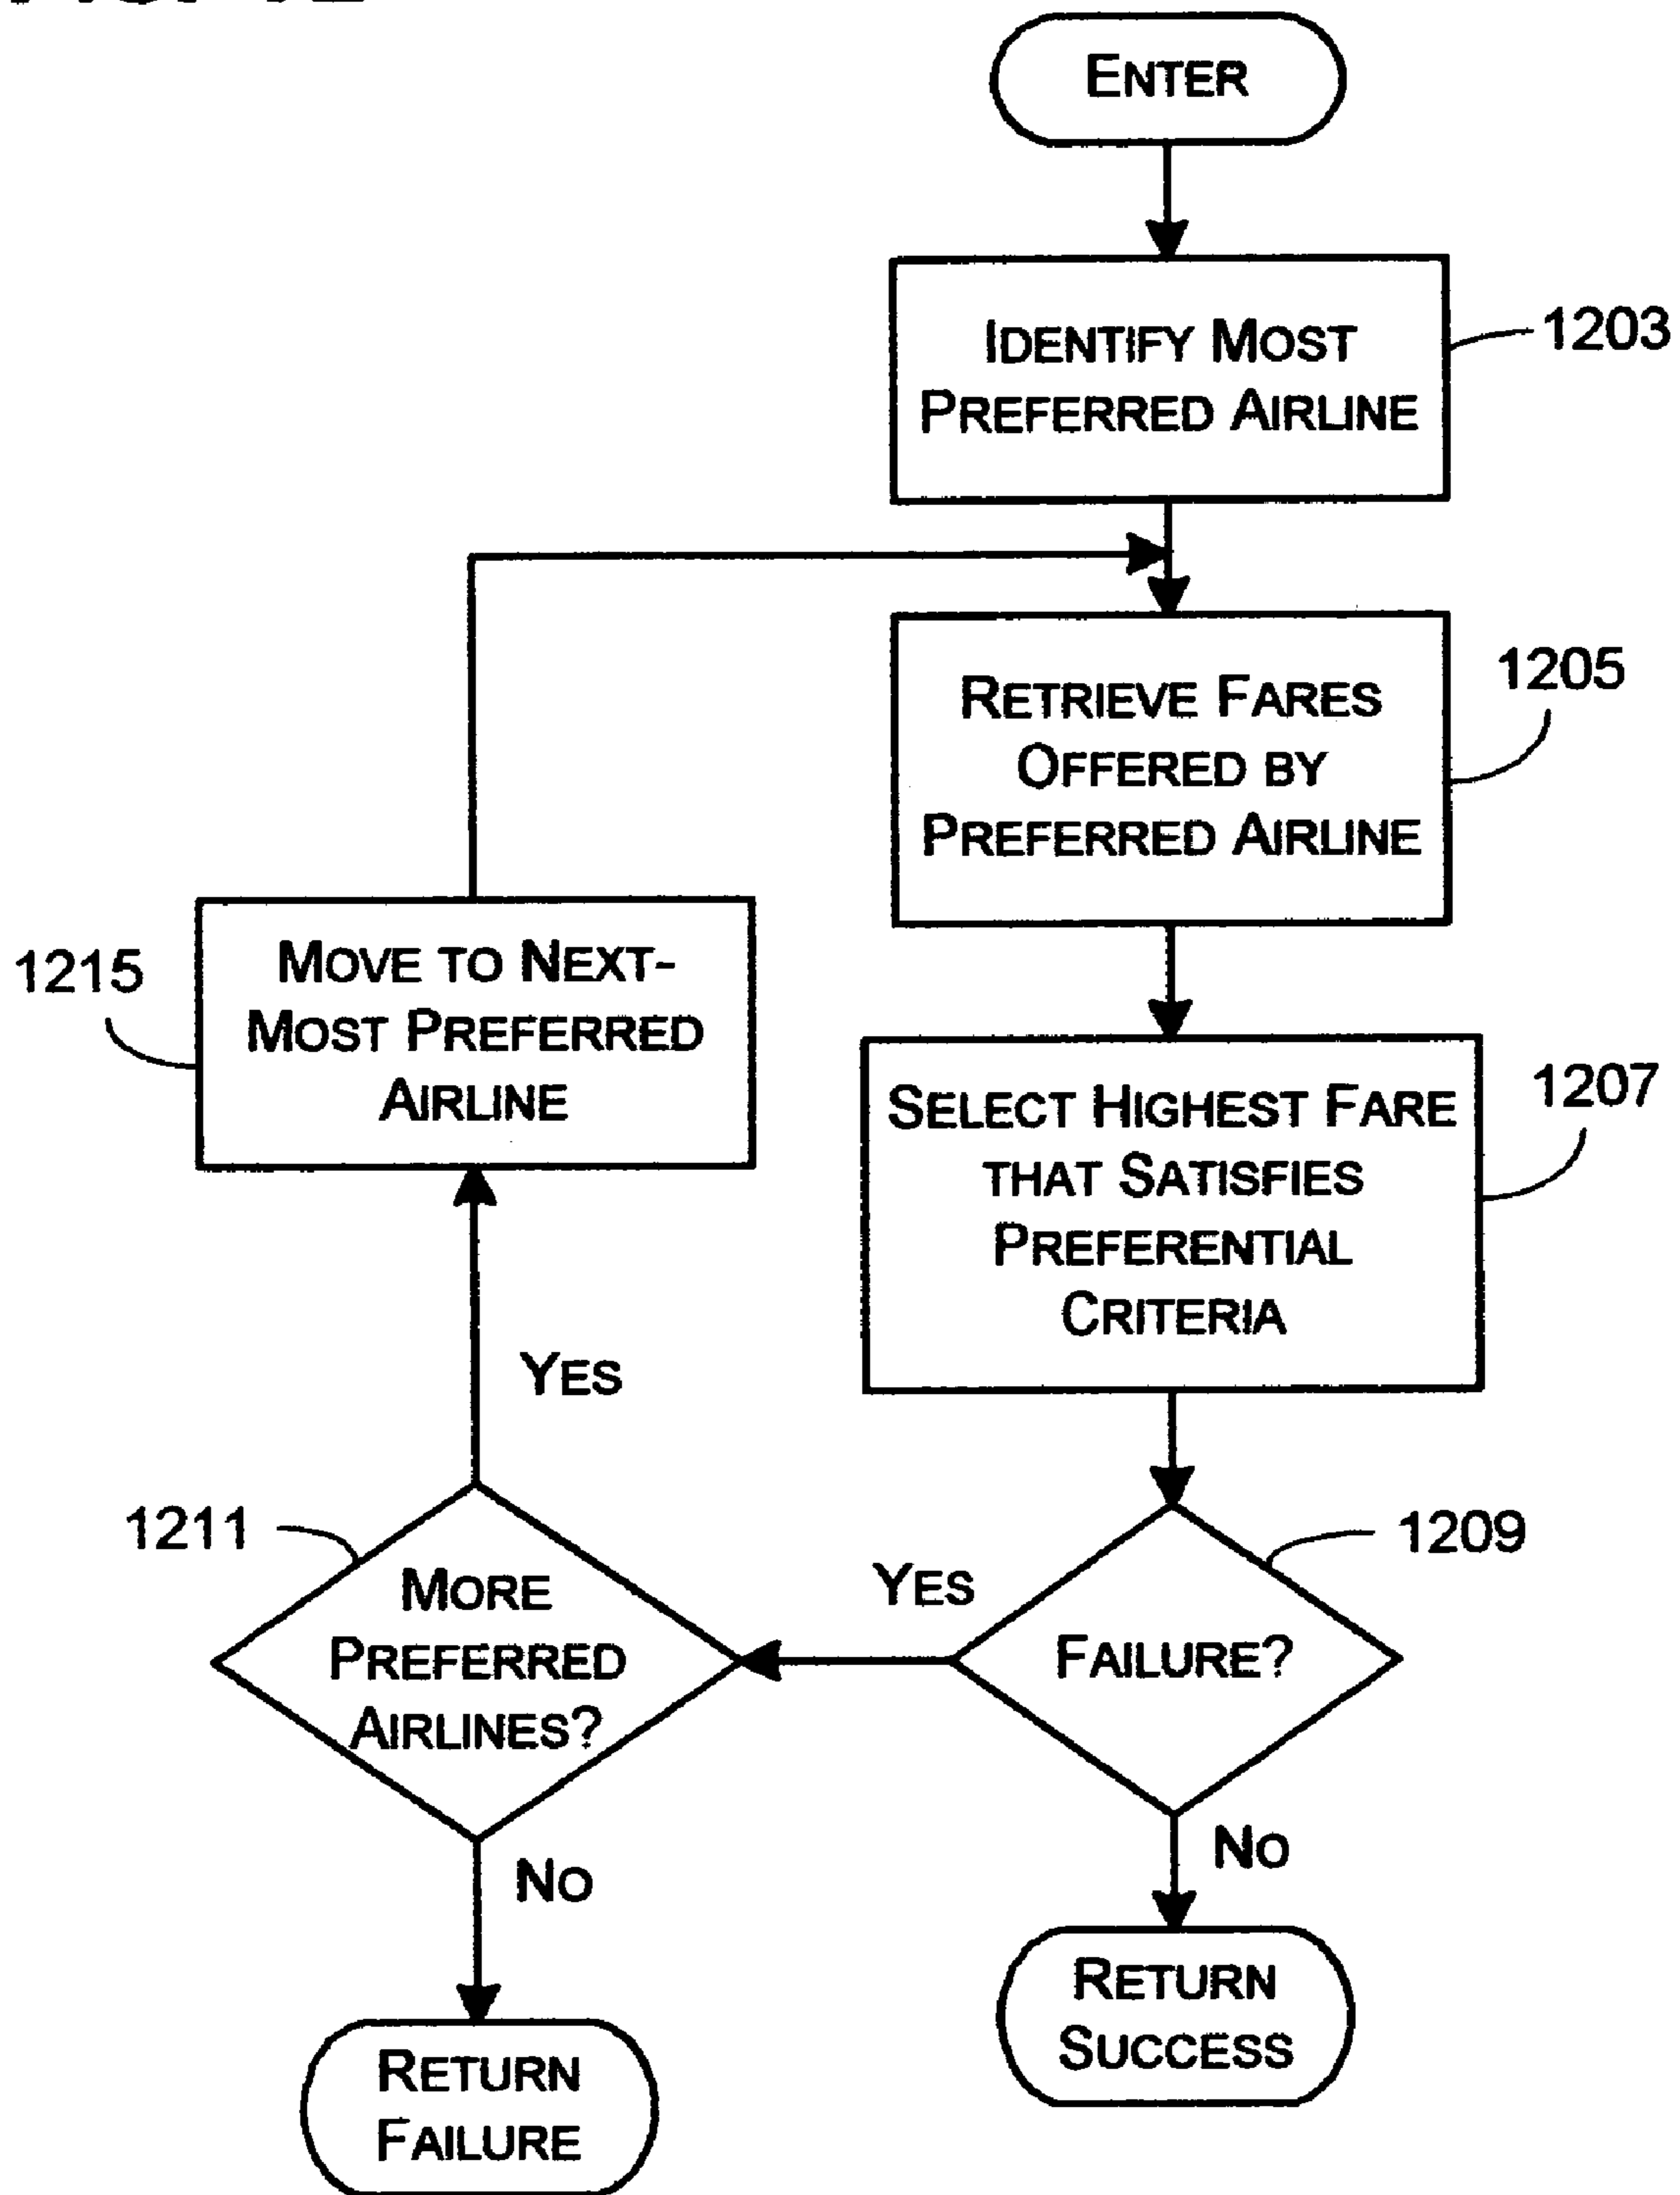 ENTER
IDENTIFY MOST
PREFERRED AIRLINE
1203
RETRIEVE FARES
OFFERED BY
PREFERRED AIRLINE
1205
SELECT HIGHEST FARE
THAT SATISFIES
PREFERENTIAL
CRITERIA
1207
FAILURE?
1209
YES
NO
RETURN
SUCCESS
MORE
PREFERRED
AIRLINES?
1211
YES
NO
MOVE TO NEXT-
MOST PREFERRED
AIRLINE
1215
RETURN
FAILURE